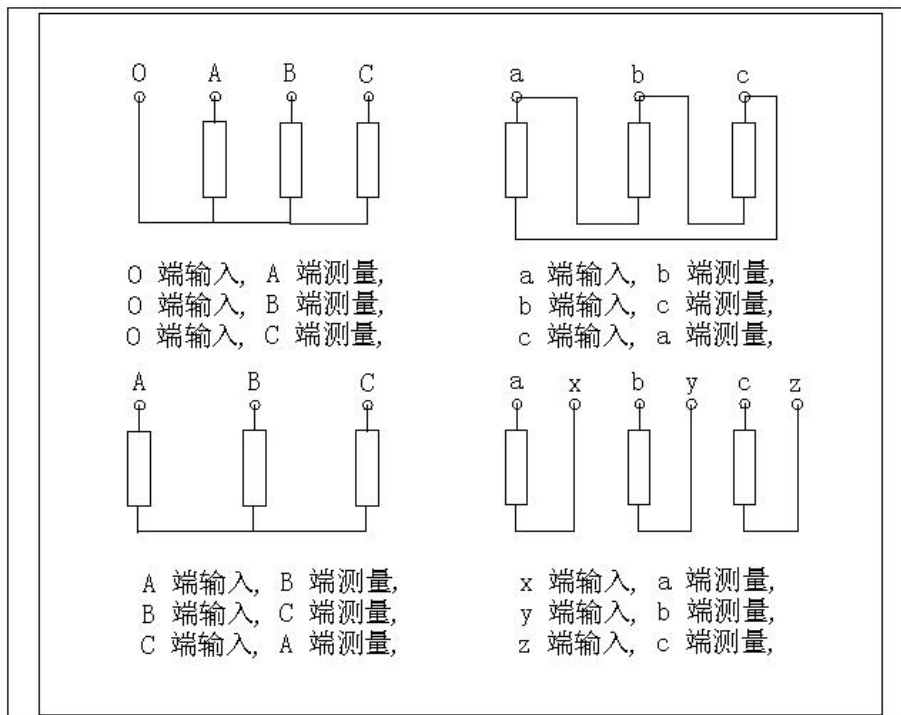 O A B C
O 端输入, A 端测量,
O 端输入, B 端测量,
O 端输入, C 端测量,
a b c
a 端输入, b 端测量,
b 端输入, c 端测量,
c 端输入, a 端测量,
A B C
A 端输入, B 端测量,
B 端输入, C 端测量,
C 端输入, A 端测量,
a x b y c z
x 端输入, a 端测量,
y 端输入, b 端测量,
z 端输入, c 端测量,